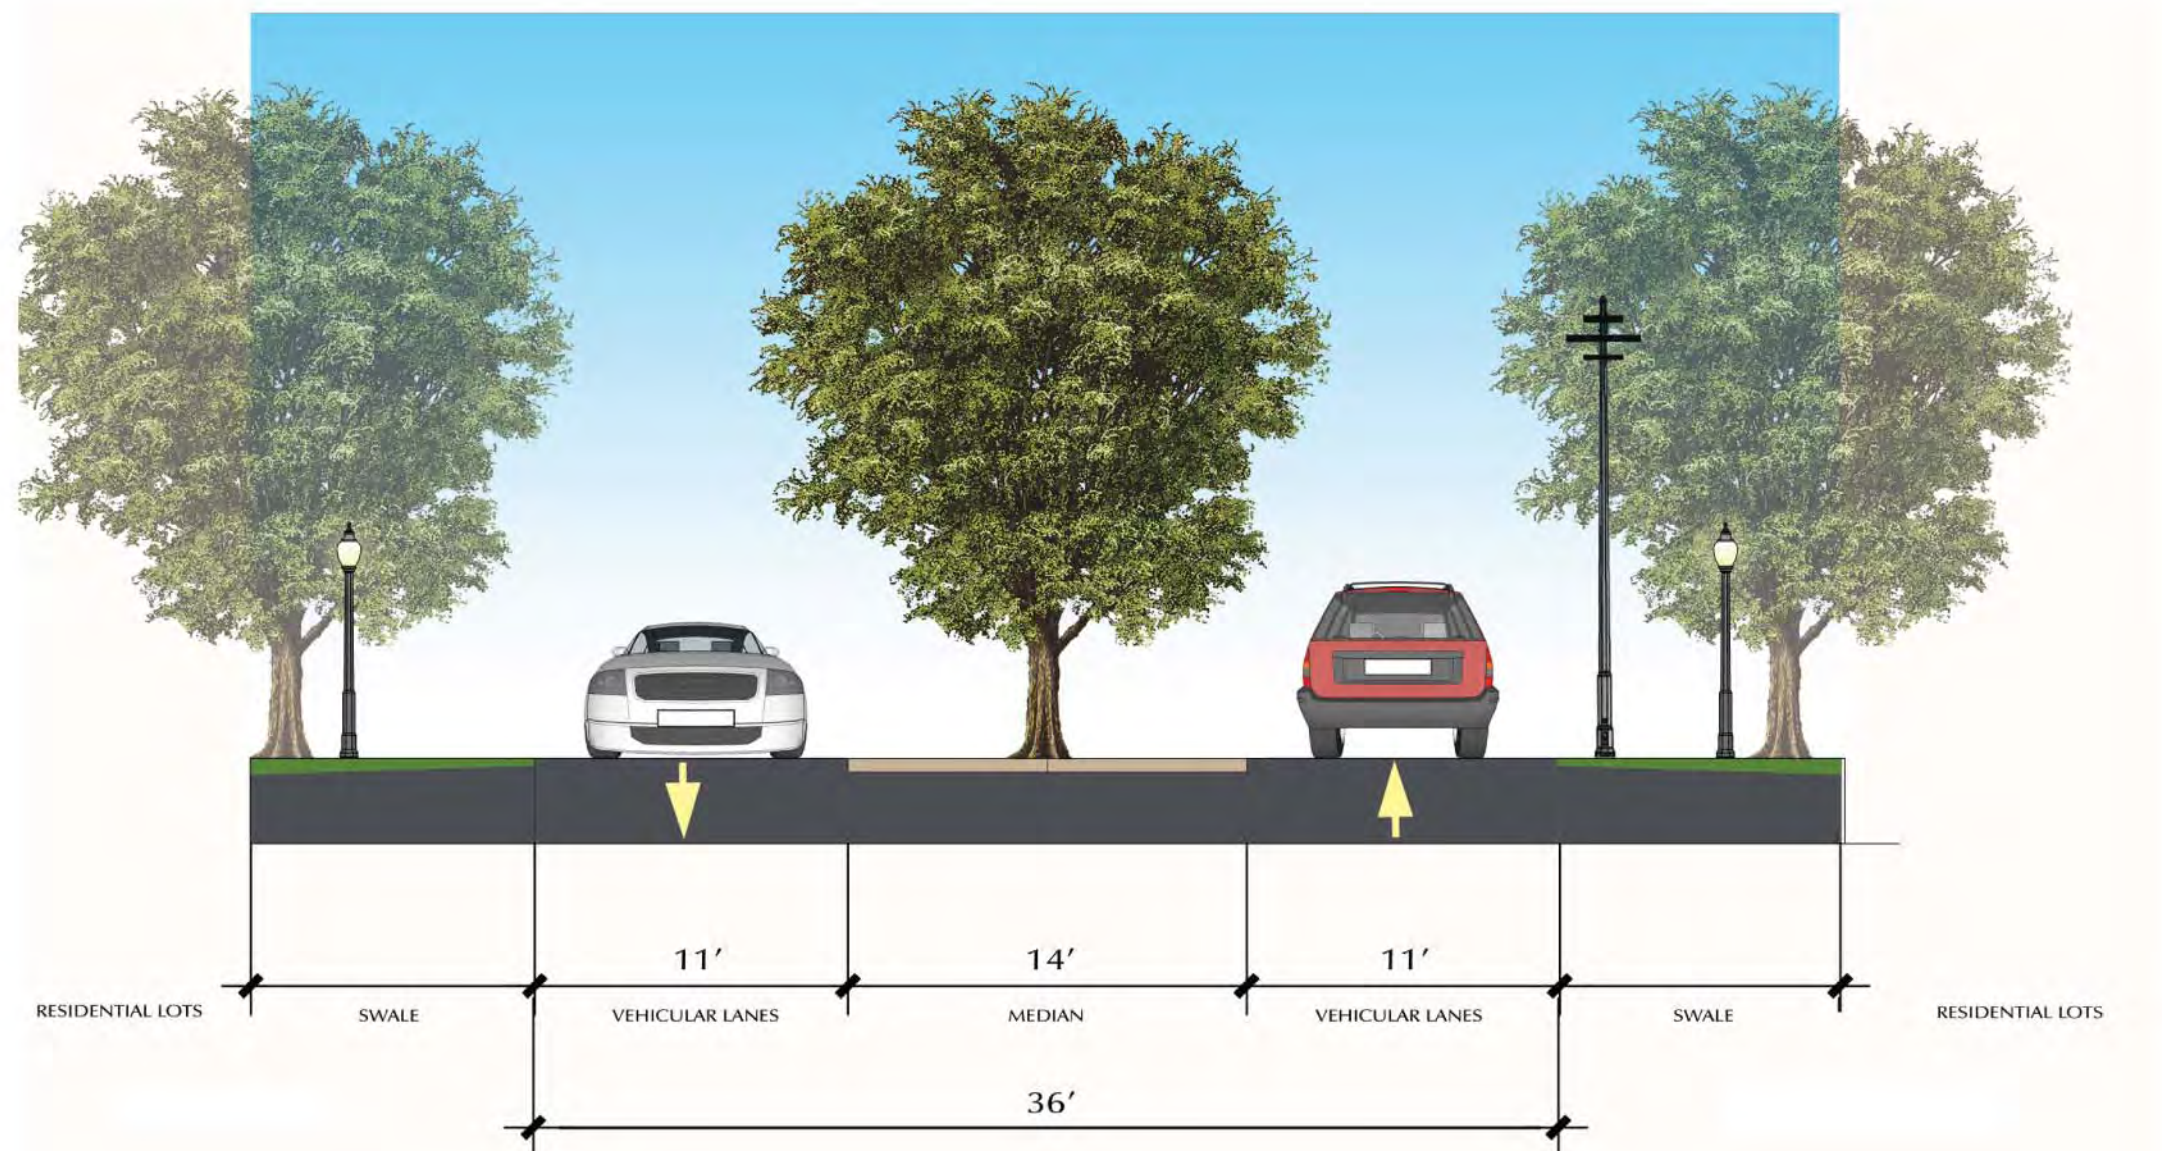 11′
14′
11′
RESIDENTIAL LOTS
SWALE
VEHICULAR LANES
MEDIAN
VEHICULAR LANES
SWALE
RESIDENTIAL LOTS
36′